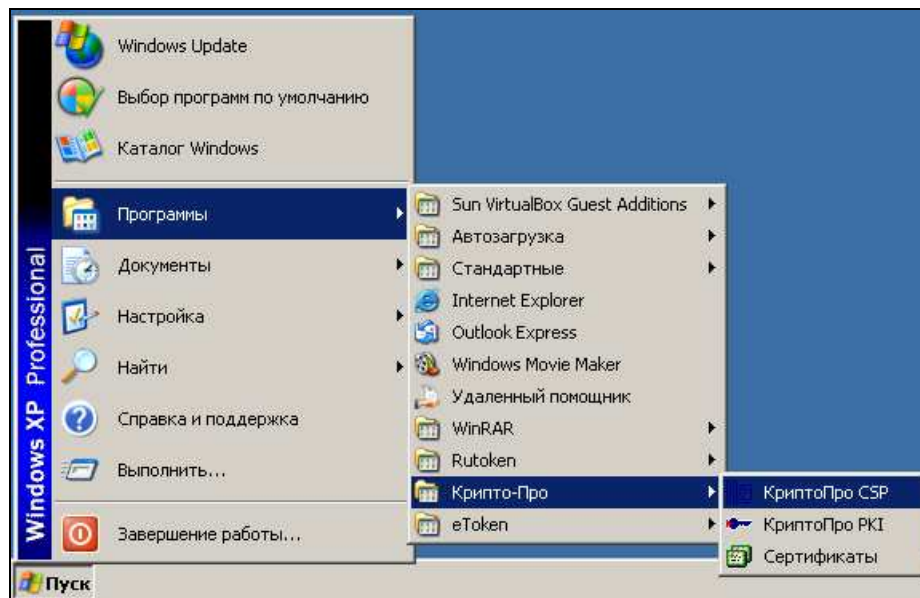 Windows XP Professional
Windows Update
Выбор программ по умолчанию
Каталог Windows
Программы
Документы
Настройка
Найти
Справка и поддержка
Выполнить...
Завершение работы...
Sun VirtualBox Guest Additions
Автозагрузка
Стандартные
Internet Explorer
Outlook Express
Windows Movie Maker
Удаленный помощник
WinRAR
Rutoken
Крипто-Про
eToken
КриптоПро CSP
КриптоПро PKI
Сертификаты
Пуск